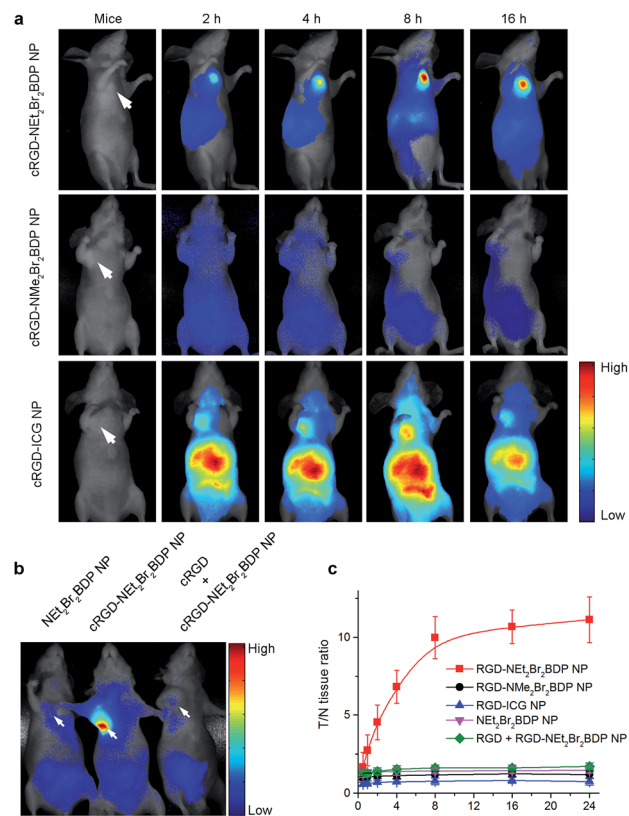 a
Mice 2 h 4 h 8 h 16 h
cRGD-NEt₂Br₂BDP NP
cRGD-NMe₂Br₂BDP NP
cRGD-ICG NP
High
Low
b
NEt₂Br₂BDP NP
cRGD-NEt₂Br₂BDP NP
cRGD
+
cRGD-NEt₂Br₂BDP NP
High
Low
c
T/N tissue ratio
10
5
0
0 4 8 12 16 20 24
RGD-NEt₂Br₂BDP NP
RGD-NMe₂Br₂BDP NP
RGD-ICG NP
NEt₂Br₂BDP NP
RGD + RGD-NEt₂Br₂BDP NP